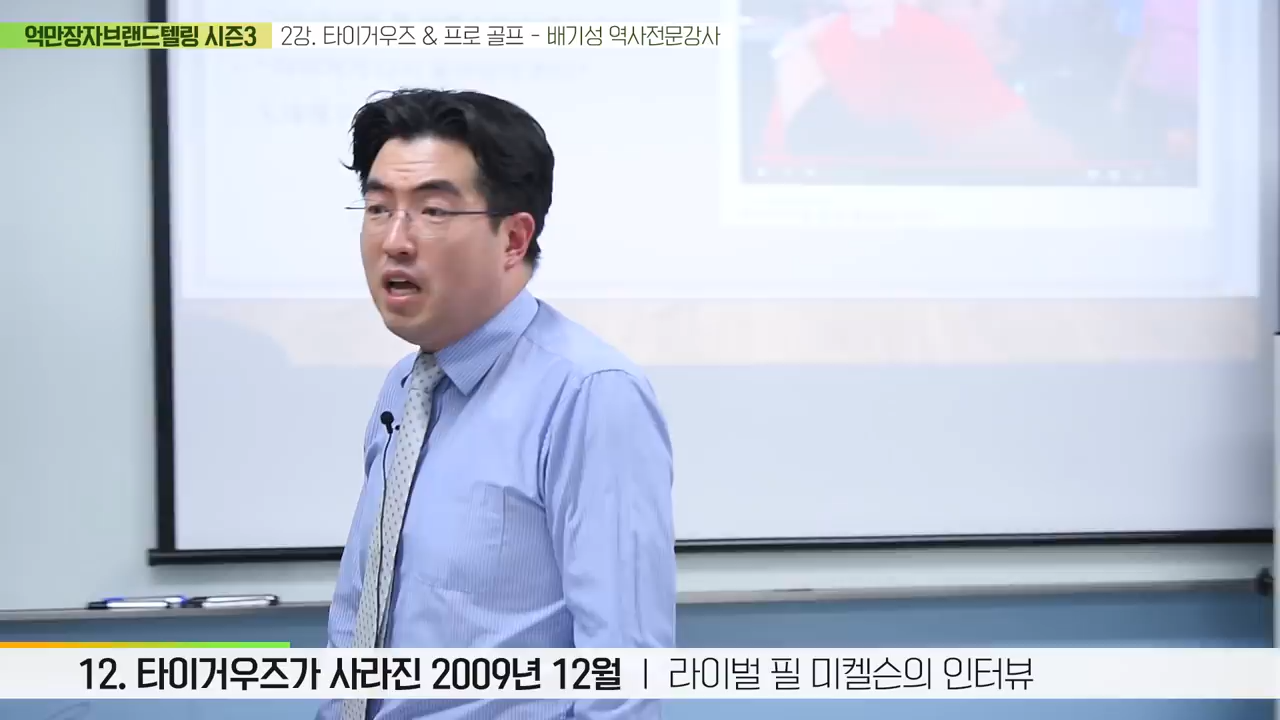 억만장자브랜드텔링 시즌3 2강. 타이거우즈 & 프로 골프 - 배기성 역사전문강사
12. 타이거우즈가 사라진 2009년 12월 | 라이벌 필 미켈슨의 인터뷰